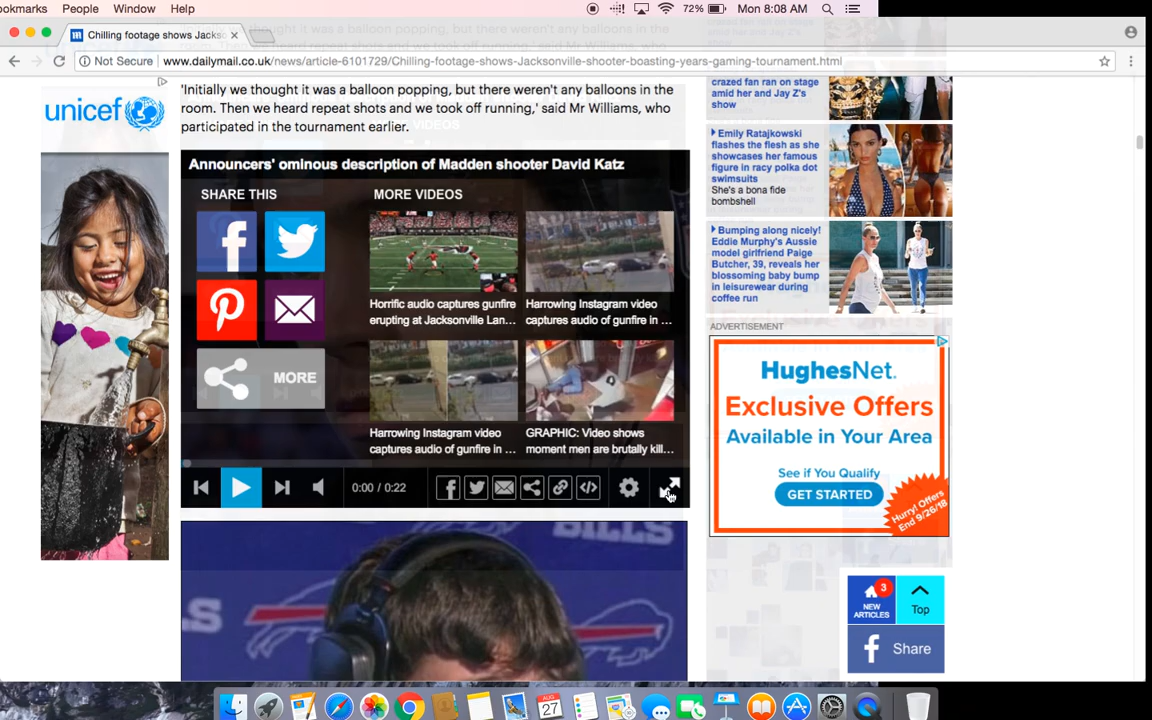 ookmarks People Window Help
72% Mon 8:08 AM
Chilling footage shows Jackso
Not Secure www.dailymail.co.uk/news/article-6101729/Chilling-footage-shows-Jacksonville-shooter-boasting-years-gaming-tournament.html
unicef
'Initially we thought it was a balloon popping, but there weren't any balloons in the
room. Then we heard repeat shots and we took off running,' said Mr Williams, who
participated in the tournament earlier.
Announcers' ominous description of Madden shooter David Katz
SHARE THIS
MORE VIDEOS
Horrific audio captures gunfire
erupting at Jacksonville Lan...
Harrowing Instagram video
captures audio of gunfire in ...
MORE
Harrowing Instagram video
captures audio of gunfire in ...
GRAPHIC: Video shows
moment men are brutally kill...
0:00 / 0:22
BILLS
crazed fan ran on stage
amid her and Jay Z's
show
Emily Ratajkowski
flashes the flesh as she
showcases her famous
figure in racy polka dot
swimsuits
She's a bona fide
bombshell
Bumping along nicely!
Eddie Murphy's Aussie
model girlfriend Paige
Butcher, 39, reveals her
blossoming baby bump
in leisurewear during
coffee run
ADVERTISEMENT
HughesNet.
Exclusive Offers
Available in Your Area
See if You Qualify
GET STARTED
Hurry! Offers
End 9/26/18
3
NEW
ARTICLES
Top
Share
AUG
27